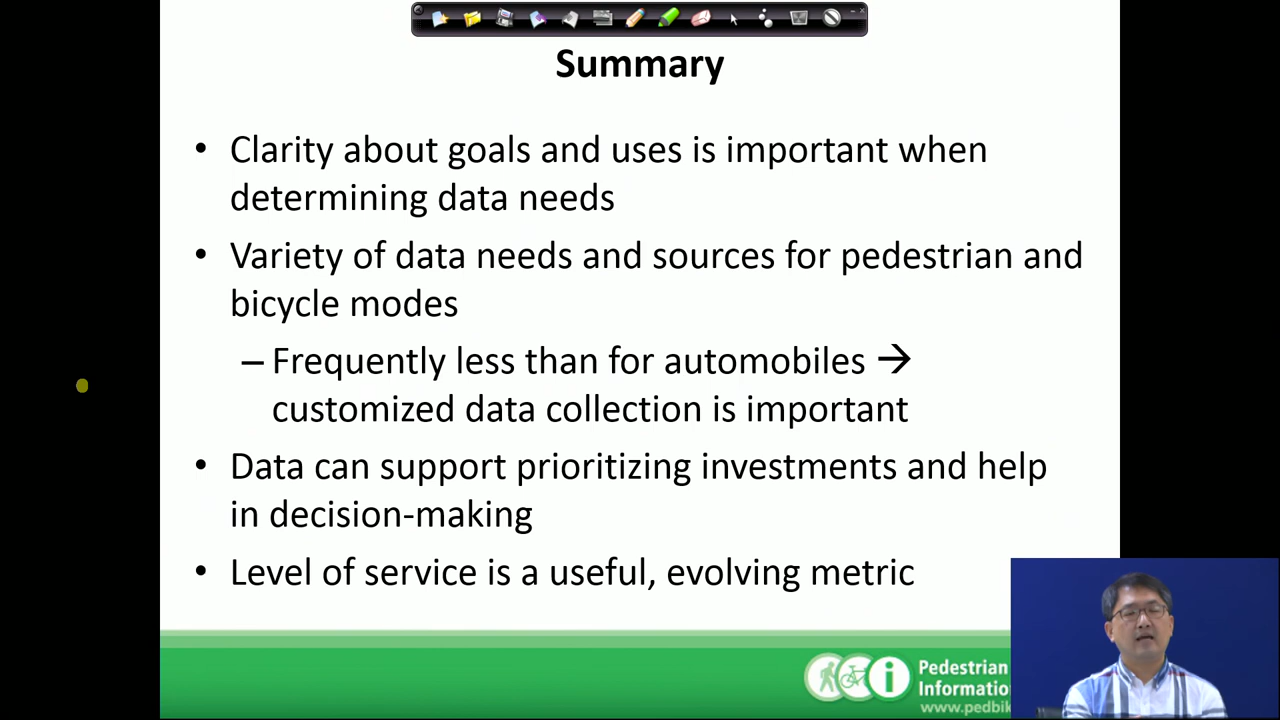 Summary
• Clarity about goals and uses is important when
determining data needs
• Variety of data needs and sources for pedestrian and
bicycle modes
– Frequently less than for automobiles →
customized data collection is important
• Data can support prioritizing investments and help
in decision-making
• Level of service is a useful, evolving metric
Pedestrian
Informatio
www.pedbik